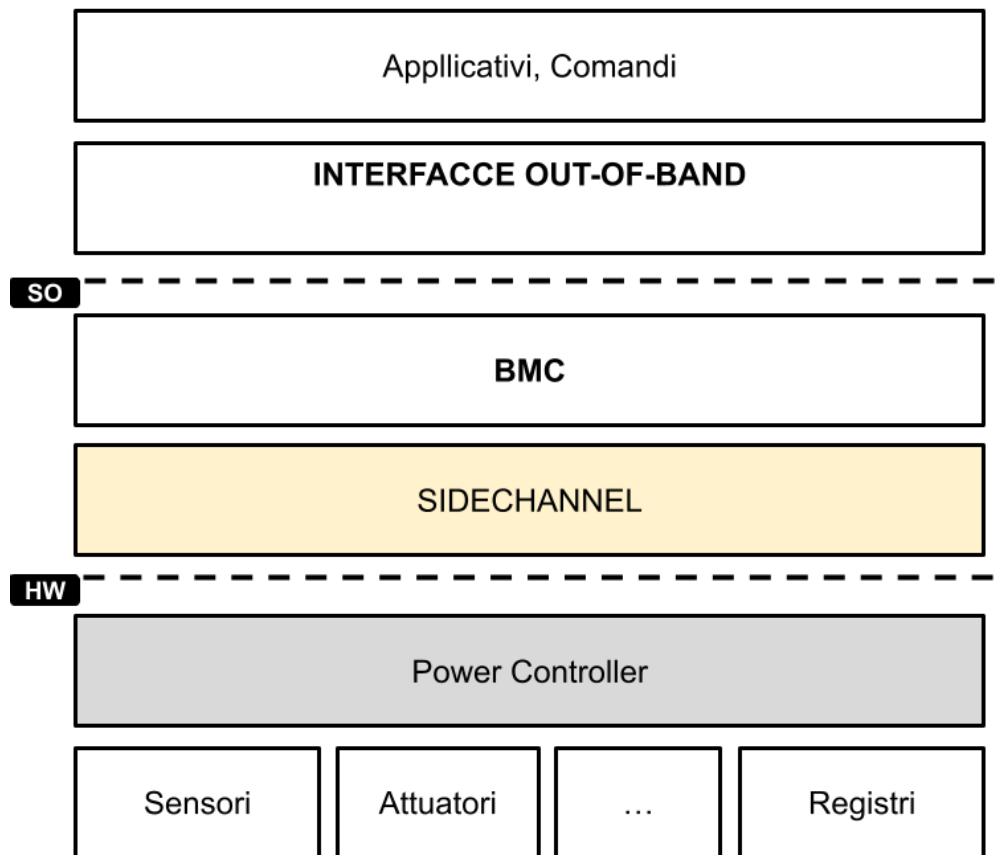 Appllicativi, Comandi
INTERFACCE OUT-OF-BAND
SO
BMC
SIDECHANNEL
HW
Power Controller
Sensori
Attuatori
...
Registri